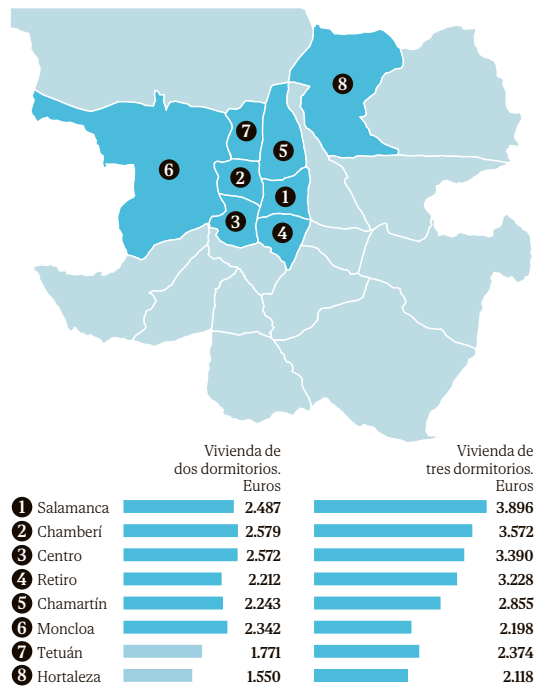 8
7
5
6
2
1
3
4
Vivienda de
dos dormitorios.
Euros
Vivienda de
tres dormitorios.
Euros
1 Salamanca 2.487 3.896
2 Chamberí 2.579 3.572
3 Centro 2.572 3.390
4 Retiro 2.212 3.228
5 Chamartín 2.243 2.855
6 Moncloa 2.342 2.198
7 Tetuán 1.771 2.374
8 Hortaleza 1.550 2.118